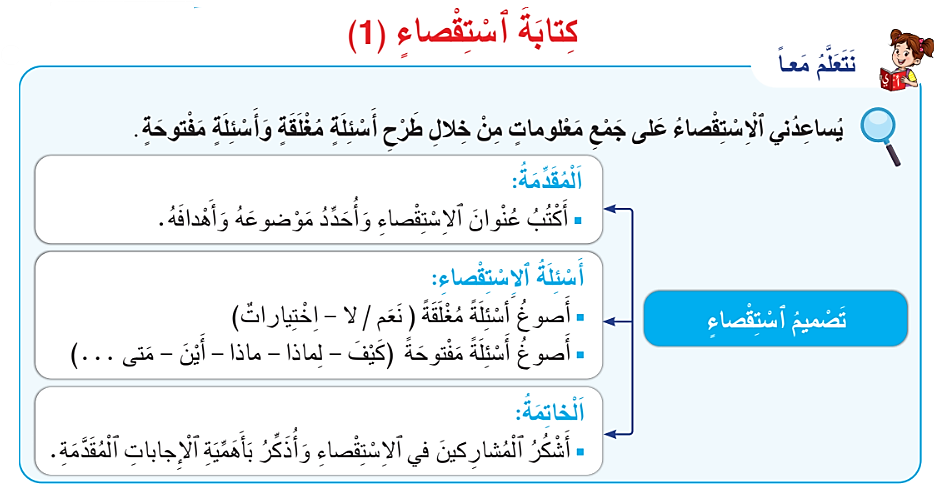 كِتابَةُ ٱسْتِقْصاءٍ (1)
نَتَعَلَّمُ مَعاً
يُساعِدُني ٱلْاِسْتِقْصاءُ عَلى جَمْعِ مَعْلوماتٍ مِنْ خِلالِ طَرْحِ أَسْئِلَةٍ مُغْلَقَةٍ وَأَسْئِلَةٍ مَفْتوحَةٍ.
تَصْميمُ ٱسْتِقْصاءٍ
اَلْمُقَدِّمَةُ:
▪ أَكْتُبُ عُنْوانَ ٱلاِسْتِقْصاءِ وَأُحَدِّدُ مَوْضوعَهُ وَأَهْدافَهُ.
أَسْئِلَةُ ٱلاِسْتِقْصاءِ:
▪ أَصوغُ أَسْئِلَةً مُغْلَقَةً (نَعَم / لا - اِخْتِياراتٌ)
▪ أَصوغُ أَسْئِلَةً مَفْتوحَةً (كَيْفَ - لِماذا - ماذا - أَيْنَ - مَتى ...)
اَلْخاتِمَةُ:
▪ أَشْكُرُ ٱلْمُشارِكينَ في ٱلاِسْتِقْصاءِ وَأُذَكِّرُ بَأَهَمِّيَةِ ٱلْإِجاباتِ ٱلْمُقَدَّمَةِ.